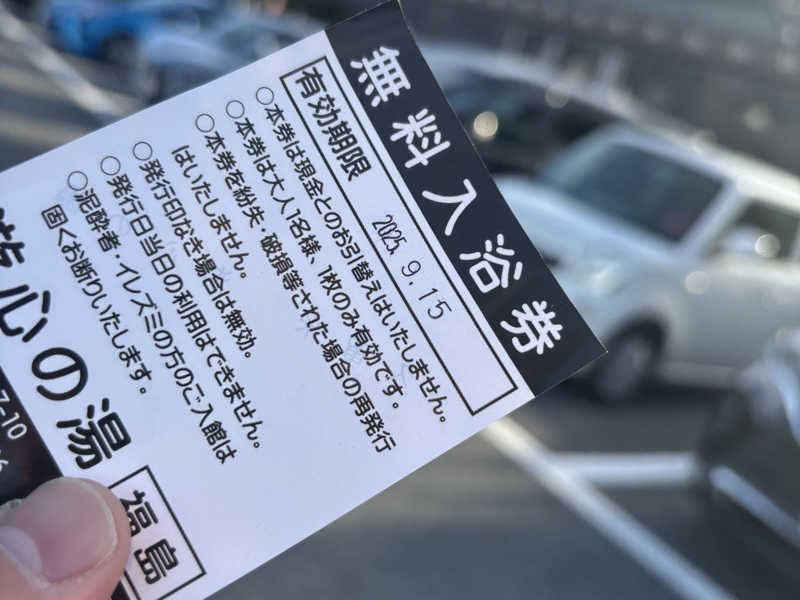 無料入浴券
有効期限
2025. 9.15
○本券は現金とのお引替えはいたしません。
○本券は大人1名様、1枚のみ有効です。
○本券を紛失・破損等された場合の再発行
はいたしません。
○発行印なき場合は無効。
○発行日当日の利用はできません。
○泥酔者・イレズミの方のご入館は
固くお断りいたします。
心の湯
福島
7-10